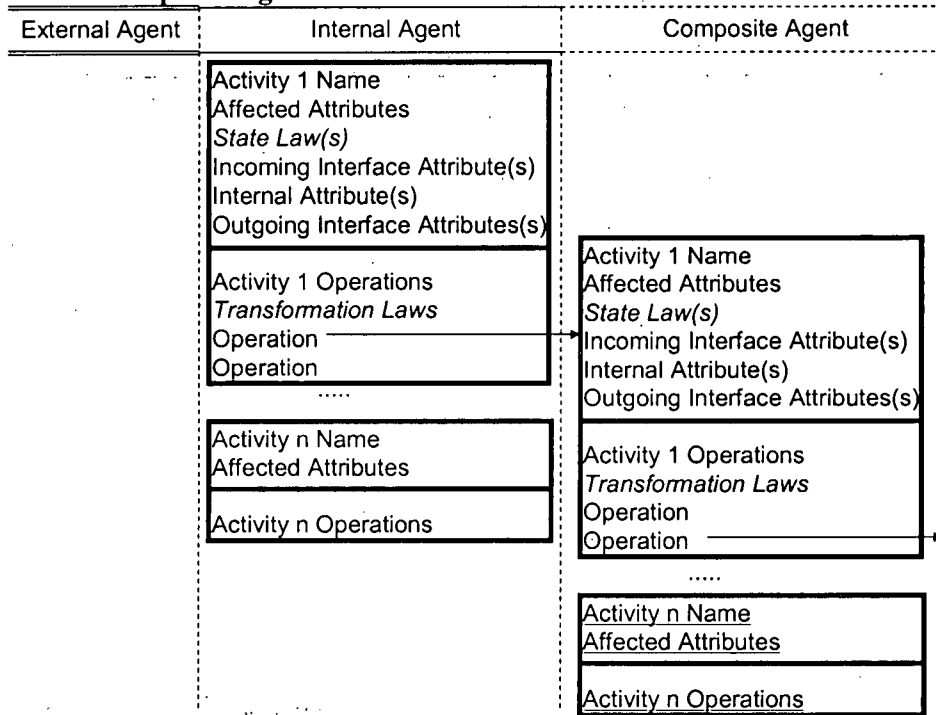 External Agent
Internal Agent
Composite Agent
Activity 1 Name
Affected Attributes
State Law(s)
Incoming Interface Attribute(s)
Internal Attribute(s)
Outgoing Interface Attributes(s)
Activity 1 Operations
Transformation Laws
Operation
Operation
.....
Activity n Name
Affected Attributes
Activity n Operations
Activity 1 Name
Affected Attributes
State Law(s)
Incoming Interface Attribute(s)
Internal Attribute(s)
Outgoing Interface Attributes(s)
Activity 1 Operations
Transformation Laws
Operation
Operation
.....
Activity n Name
Affected Attributes
Activity n Operations